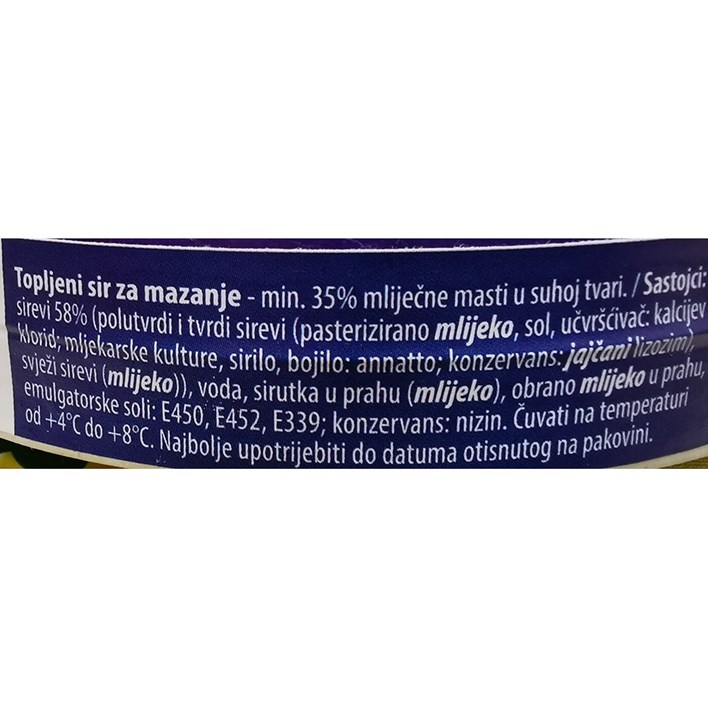 Topljeni sir za mazanje - min. 35% mliječne masti u suhoj tvari. / Sastojci:
sirevi 58% (polutvrdi i tvrdi sirevi (pasterizirano mlijeko, sol, učvršćivač: kalcijev
klorid; mljekarske kulture, sirilo, bojilo: annatto; konzervans: jajčani lizozim),
svježi sirevi (mlijeko)), voda, sirutka u prahu (mlijeko), obrano mlijeko u prahu,
emulgatorske soli: E450, E452, E339; konzervans: nizin. Čuvati na temperaturi
od +4°C do +8°C. Najbolje upotrijebiti do datuma otisnutog na pakovini.